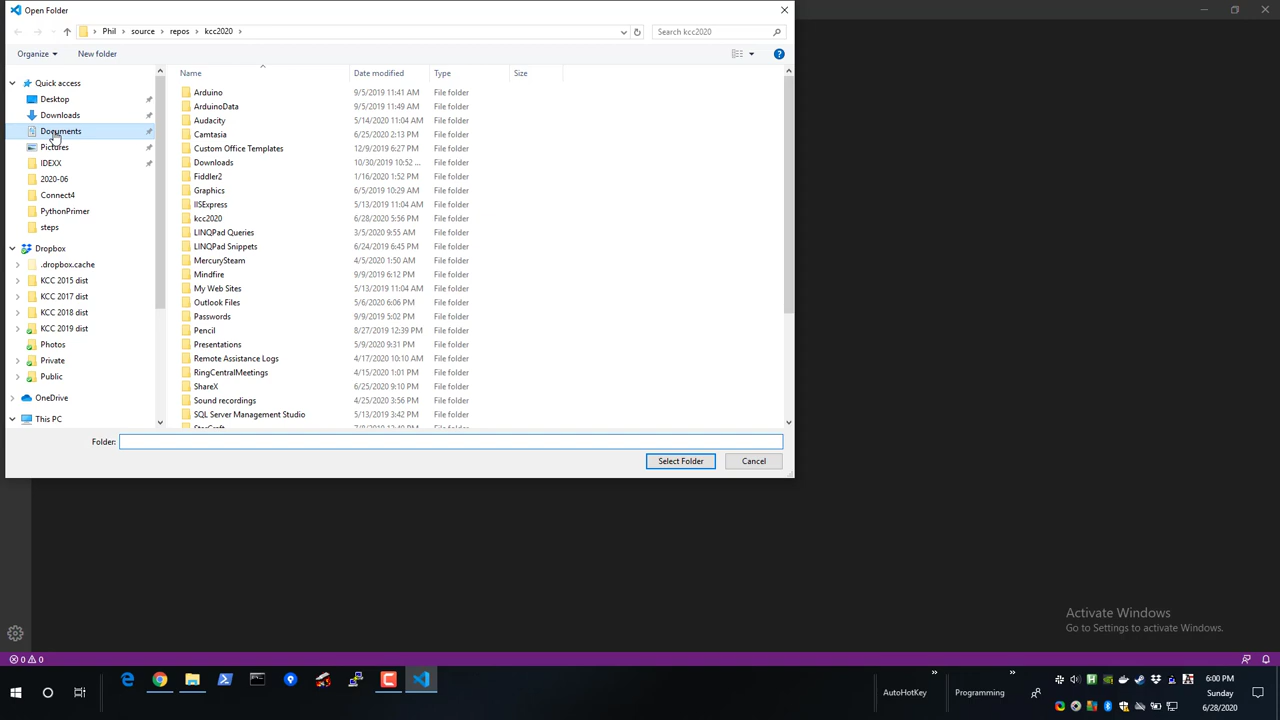 Open Folder
Phil > source > repos > kcc2020 >
Search kcc2020
Organize
New folder
Quick access
Desktop
Downloads
Documents
Pictures
IDEXX
2020-06
Connect4
PythonPrimer
steps
Dropbox
.dropbox.cache
KCC 2015 dist
KCC 2017 dist
KCC 2018 dist
KCC 2019 dist
Photos
Private
Public
OneDrive
This PC
Name Date modified Type Size
Arduino 9/5/2019 11:41 AM File folder
ArduinoData 9/5/2019 11:49 AM File folder
Audacity 5/14/2020 11:04 AM File folder
Camtasia 6/25/2020 2:13 PM File folder
Custom Office Templates 12/9/2019 6:27 PM File folder
Downloads 10/30/2019 10:52 ... File folder
Fiddler2 1/16/2020 1:52 PM File folder
Graphics 6/5/2019 10:29 AM File folder
IISExpress 5/13/2019 11:04 AM File folder
kcc2020 6/28/2020 5:56 PM File folder
LINQPad Queries 3/5/2020 9:55 AM File folder
LINQPad Snippets 6/24/2019 6:45 PM File folder
MercurySteam 4/5/2020 1:50 AM File folder
Mindfire 9/9/2019 6:12 PM File folder
My Web Sites 5/13/2019 11:04 AM File folder
Outlook Files 5/6/2020 6:06 PM File folder
Passwords 9/9/2019 5:02 PM File folder
Pencil 8/27/2019 12:39 PM File folder
Presentations 5/9/2020 9:31 PM File folder
Remote Assistance Logs 4/17/2020 10:10 AM File folder
RingCentralMeetings 4/15/2020 1:01 PM File folder
ShareX 6/25/2020 9:10 PM File folder
Sound recordings 4/25/2020 3:56 PM File folder
SQL Server Management Studio 5/13/2019 3:42 PM File folder
Folder:
Select Folder
Cancel
Activate Windows
Go to Settings to activate Windows.
0 0
AutoHotKey
Programming
6:00 PM
Sunday
6/28/2020